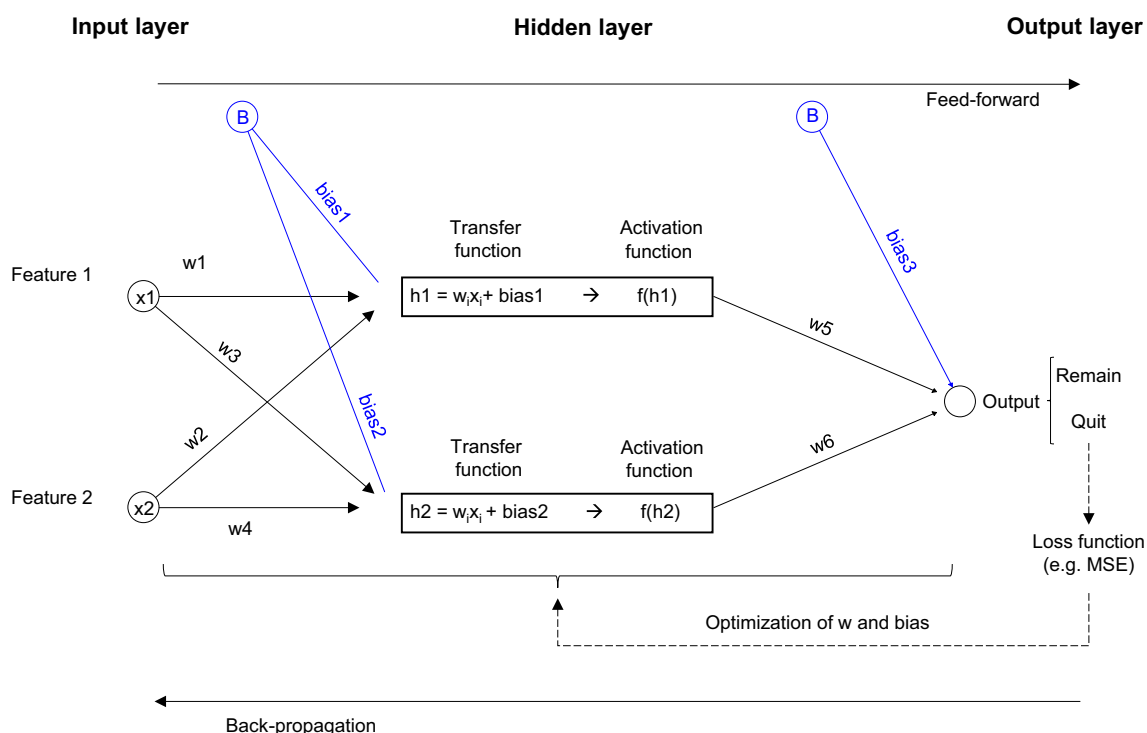 Input layer
Hidden layer
Output layer
Feed-forward
B
B
bias1
bias3
Transfer
function
Activation
function
Feature 1
w1
x1
h1 = wᵢxᵢ+ bias1 → f(h1)
w5
w3
bias2
Output
Remain
Quit
w2
w6
Transfer
function
Activation
function
Feature 2
x2
h2 = wᵢxᵢ + bias2 → f(h2)
w4
Loss function
(e.g. MSE)
Optimization of w and bias
Back-propagation